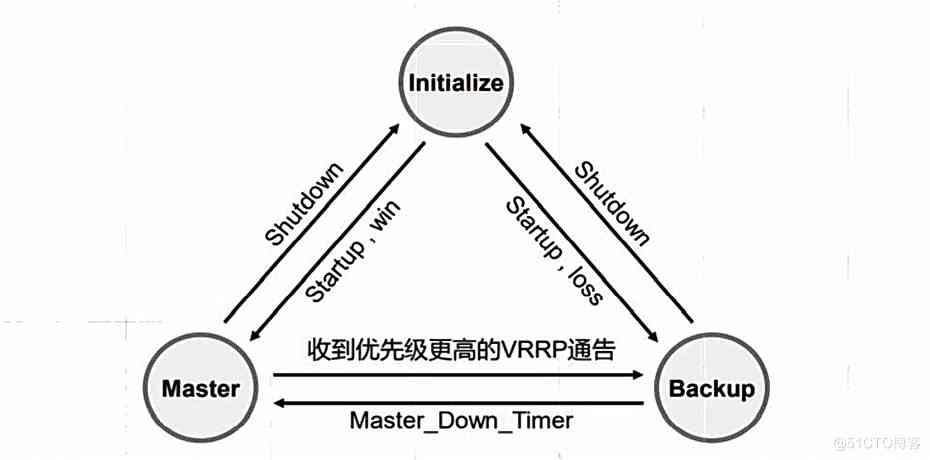 Initialize
Shutdown
Startup , win
Startup , loss
Shutdown
收到优先级更高的VRRP通告
Master
Backup
Master_Down_Timer
@51CTO博客